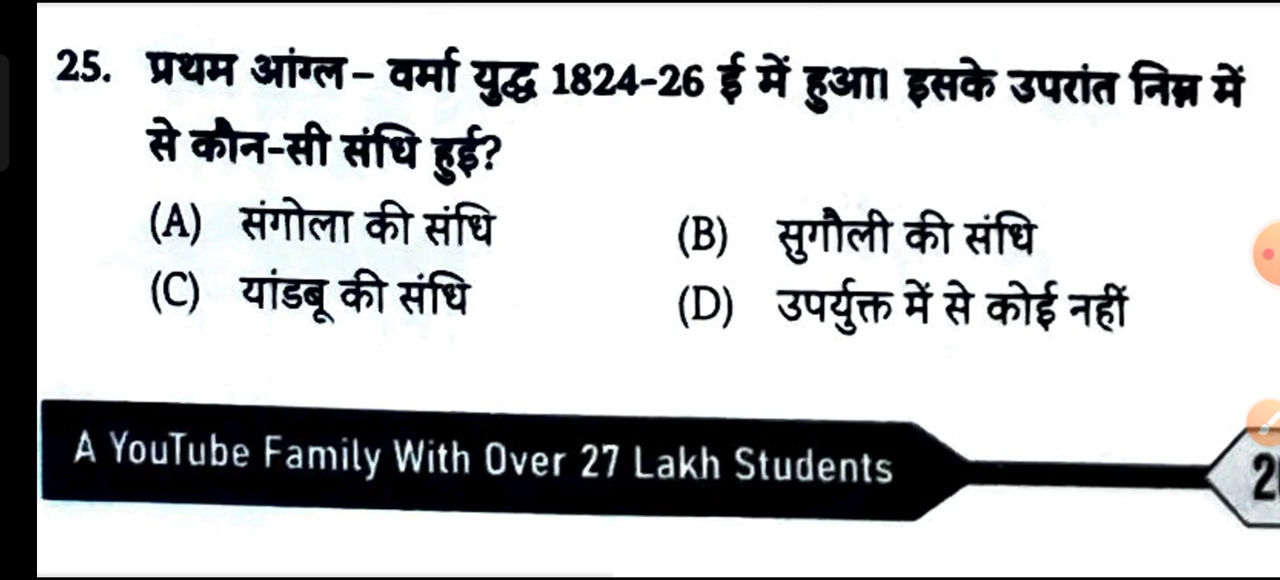 25. प्रथम आंग्ल- वर्मा युद्ध 1824-26 ई में हुआ। इसके उपरांत निम्न में
से कौन-सी संधि हुई?
(A) संगोला की संधि (B) सुगौली की संधि
(C) यांडबू की संधि (D) उपर्युक्त में से कोई नहीं
A YouTube Family With Over 27 Lakh Students